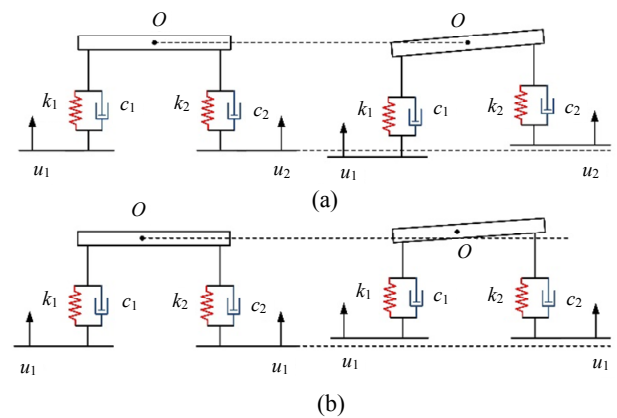 O O
k1 c1 k2 c2 k1 c1 k2 c2
u1 u2 u1 u2
(a)
O O
k1 c1 k2 c2 k1 c1 k2 c2
u1 u1 u1 u1
(b)